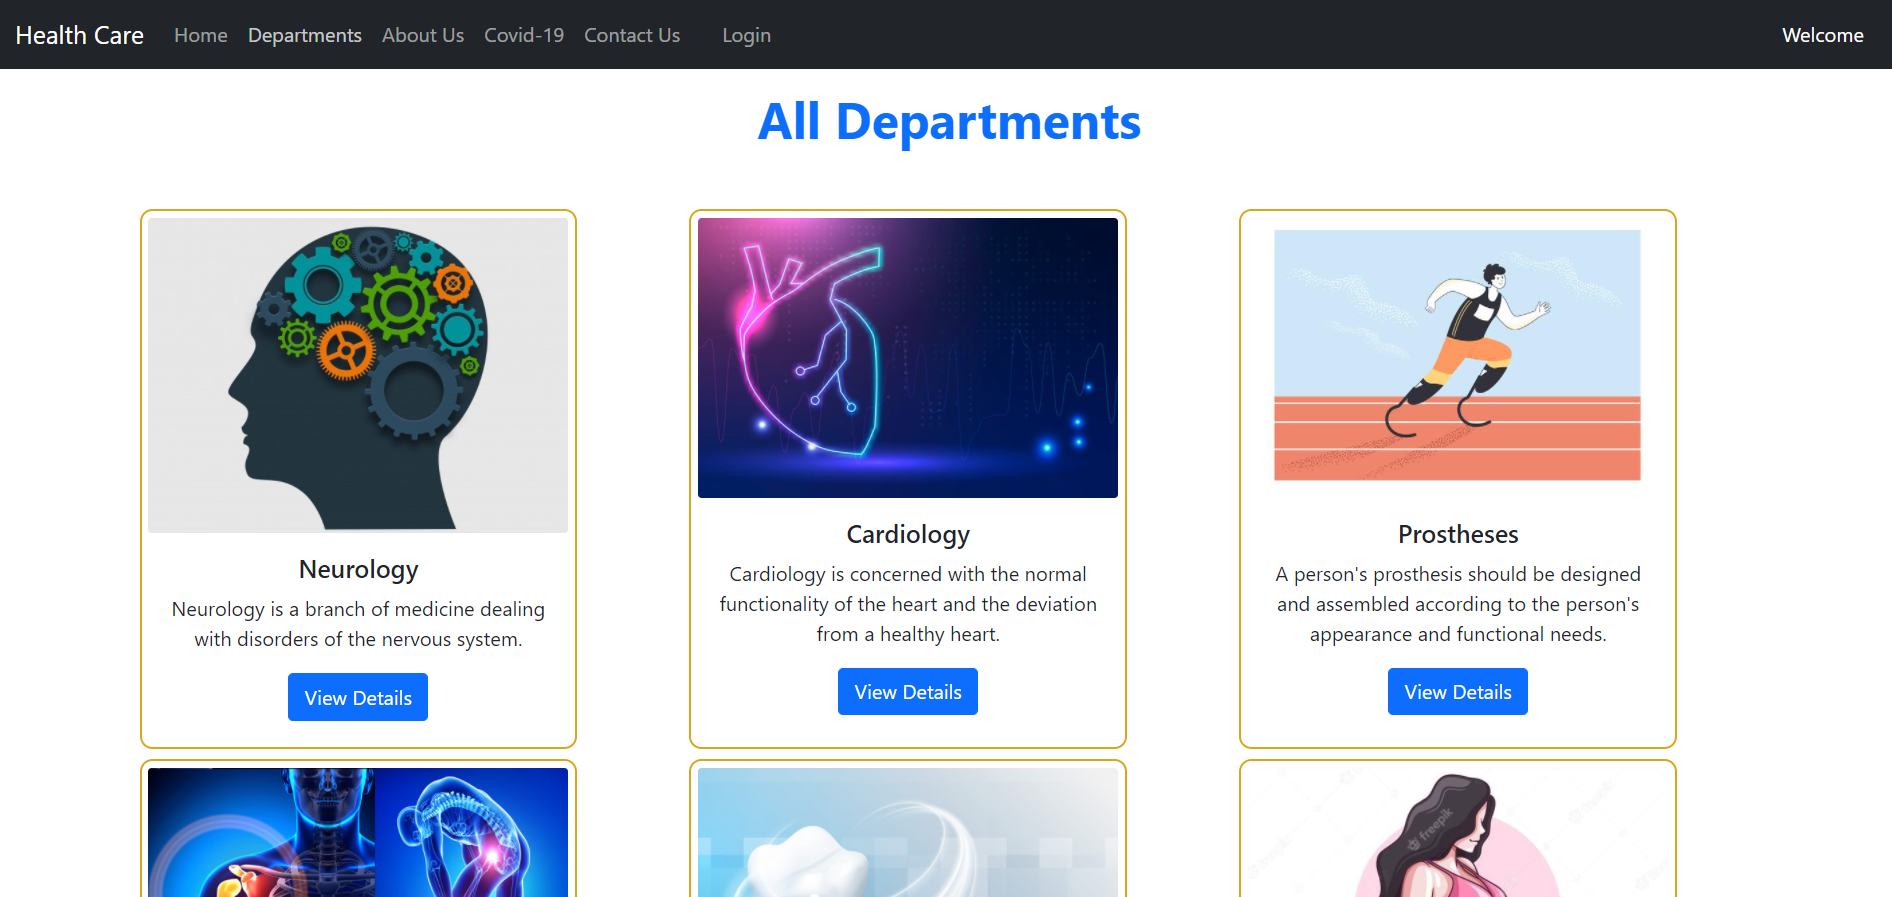 Health Care Home Departments About Us Covid-19 Contact Us Login Welcome
All Departments
Neurology
Neurology is a branch of medicine dealing
with disorders of the nervous system.
View Details
Cardiology
Cardiology is concerned with the normal
functionality of the heart and the deviation
from a healthy heart.
View Details
Prostheses
A person's prosthesis should be designed
and assembled according to the person's
appearance and functional needs.
View Details
freepik